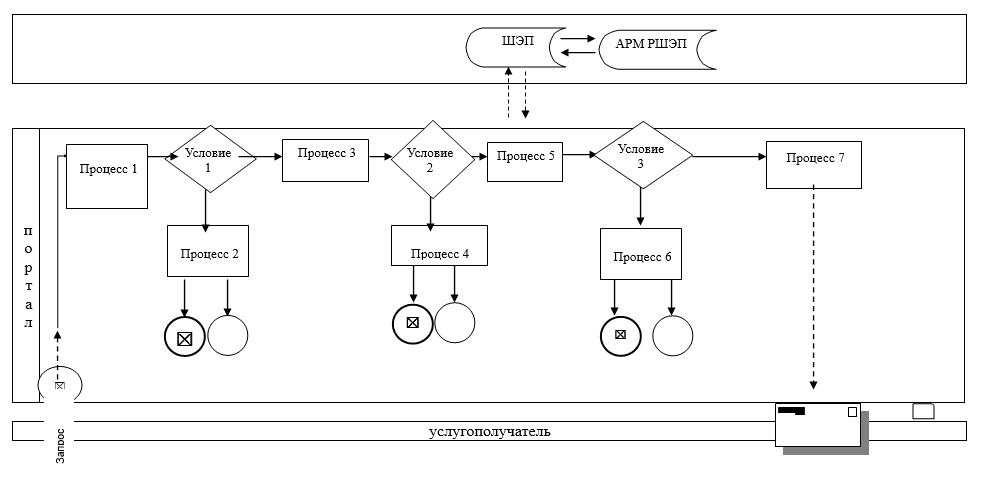 ШЭП
АРМ РШЭП
Процесс 1
Условие
1
Процесс 3
Условие
2
Процесс 5
Условие
3
Процесс 7
Процесс 2
Процесс 4
Процесс 6
портал
Запрос
услугополучатель